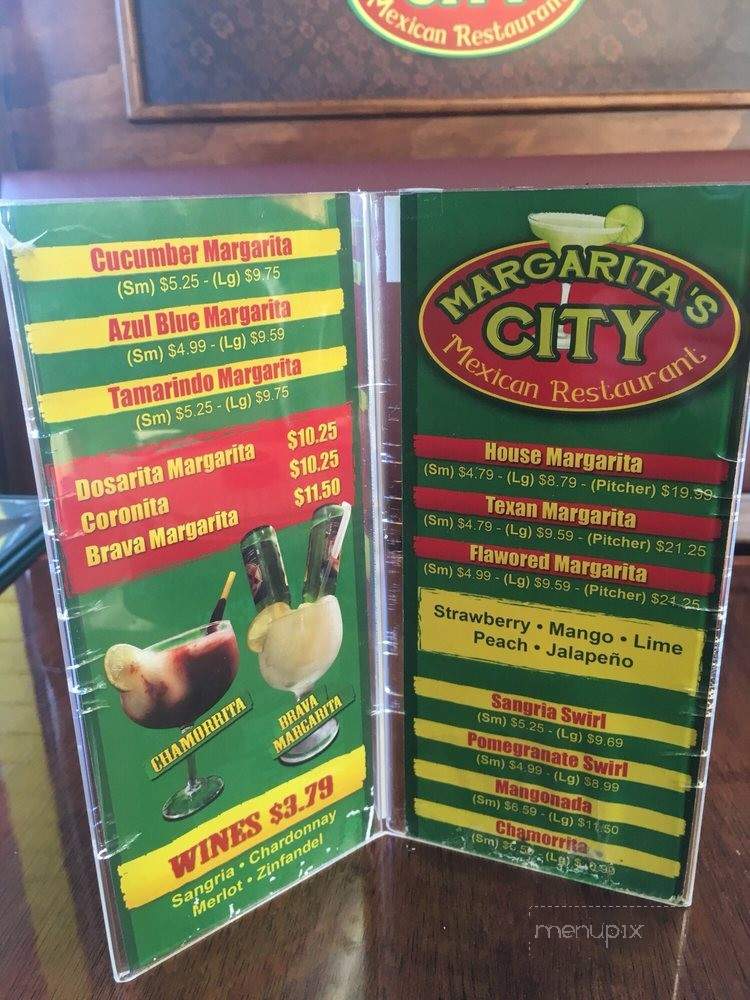 Mexican Restauran
Cucumber Margarita
(Sm) $5.25 - (Lg) $9.75
Azul Blue Margarita
(Sm) $4.99 - (Lg) $9.59
Tamarindo Margarita
(Sm) $5.25 - (Lg) $9.75
Dosarita Margarita $10.25
Coronita $10.25
Brava Margarita $11.50
CHAMORRITA
BRAVA
MARGARITA
WINES $3.79
Sangria • Chardonnay
Merlot • Zinfandel
MARGARITA'S
CITY
Mexican Restaurant
House Margarita
(Sm) $4.79 - (Lg) $8.79 - (Pitcher) $19.99
Texan Margarita
(Sm) $4.79 - (Lg) $9.59 - (Pitcher) $21.25
Flavored Margarita
(Sm) $4.99 - (Lg) $9.59 - (Pitcher) $21.25
Strawberry • Mango • Lime
Peach • Jalapeño
Sangria Swirl
(Sm) $5.25 - (Lg) $9.69
Pomegranate Swirl
(Sm) $4.99 - (Lg) $8.99
Mangonada
(Sm) $6.59 - (Lg) $11.50
Chamorrita
(Sm) (Lg)
menupix